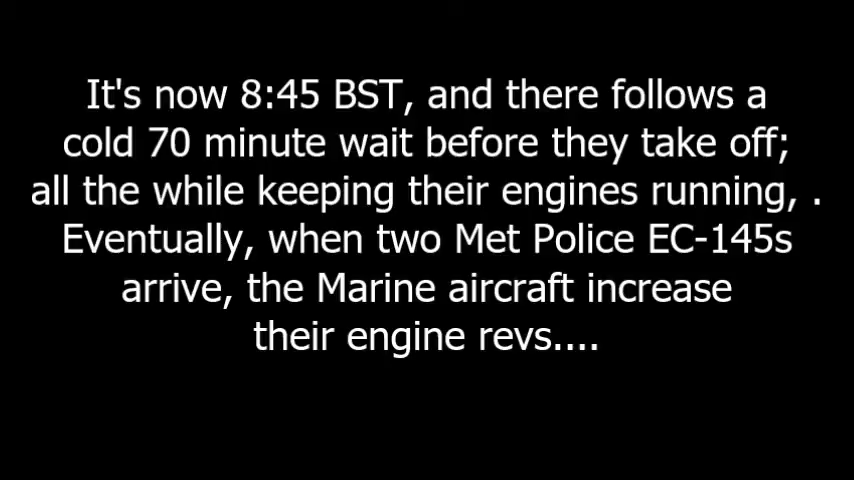 It's now 8:45 BST, and there follows a
cold 70 minute wait before they take off;
all the while keeping their engines running, .
Eventually, when two Met Police EC-145s
arrive, the Marine aircraft increase
their engine revs....